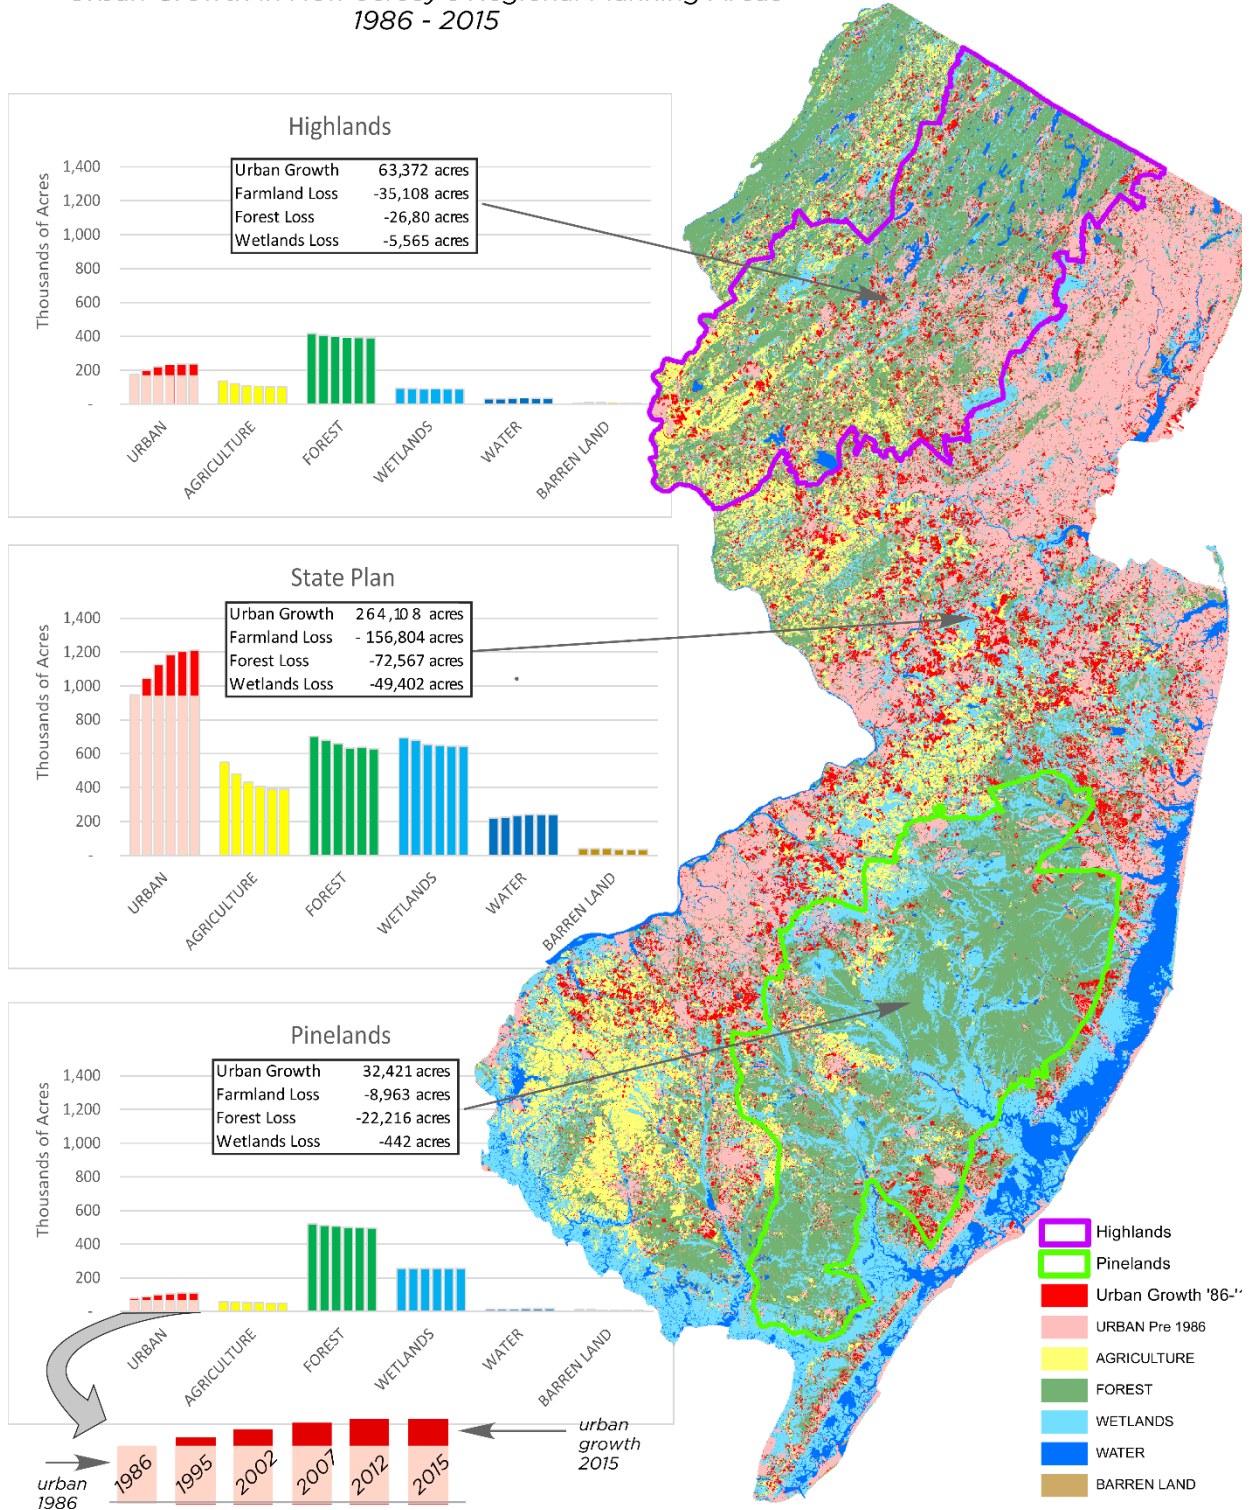 1986 - 2015
Highlands
Thousands of Acres
1,400
1,200
1,000
800
600
400
200
-
Urban Growth 63,372 acres
Farmland Loss -35,108 acres
Forest Loss -26,80 acres
Wetlands Loss -5,565 acres
URBAN
AGRICULTURE
FOREST
WETLANDS
WATER
BARREN LAND
State Plan
Thousands of Acres
1,400
1,200
1,000
800
600
400
200
-
Urban Growth 264,108 acres
Farmland Loss - 156,804 acres
Forest Loss -72,567 acres
Wetlands Loss -49,402 acres
URBAN
AGRICULTURE
FOREST
WETLANDS
WATER
BARREN LAND
Pinelands
Thousands of Acres
1,400
1,200
1,000
800
600
400
200
-
Urban Growth 32,421 acres
Farmland Loss -8,963 acres
Forest Loss -22,216 acres
Wetlands Loss -442 acres
URBAN
AGRICULTURE
FOREST
WETLANDS
WATER
BARREN LAND
urban
1986
1986
1995
2002
2007
2012
2015
urban
growth
2015
Highlands
Pinelands
Urban Growth '86-'1
URBAN Pre 1986
AGRICULTURE
FOREST
WETLANDS
WATER
BARREN LAND